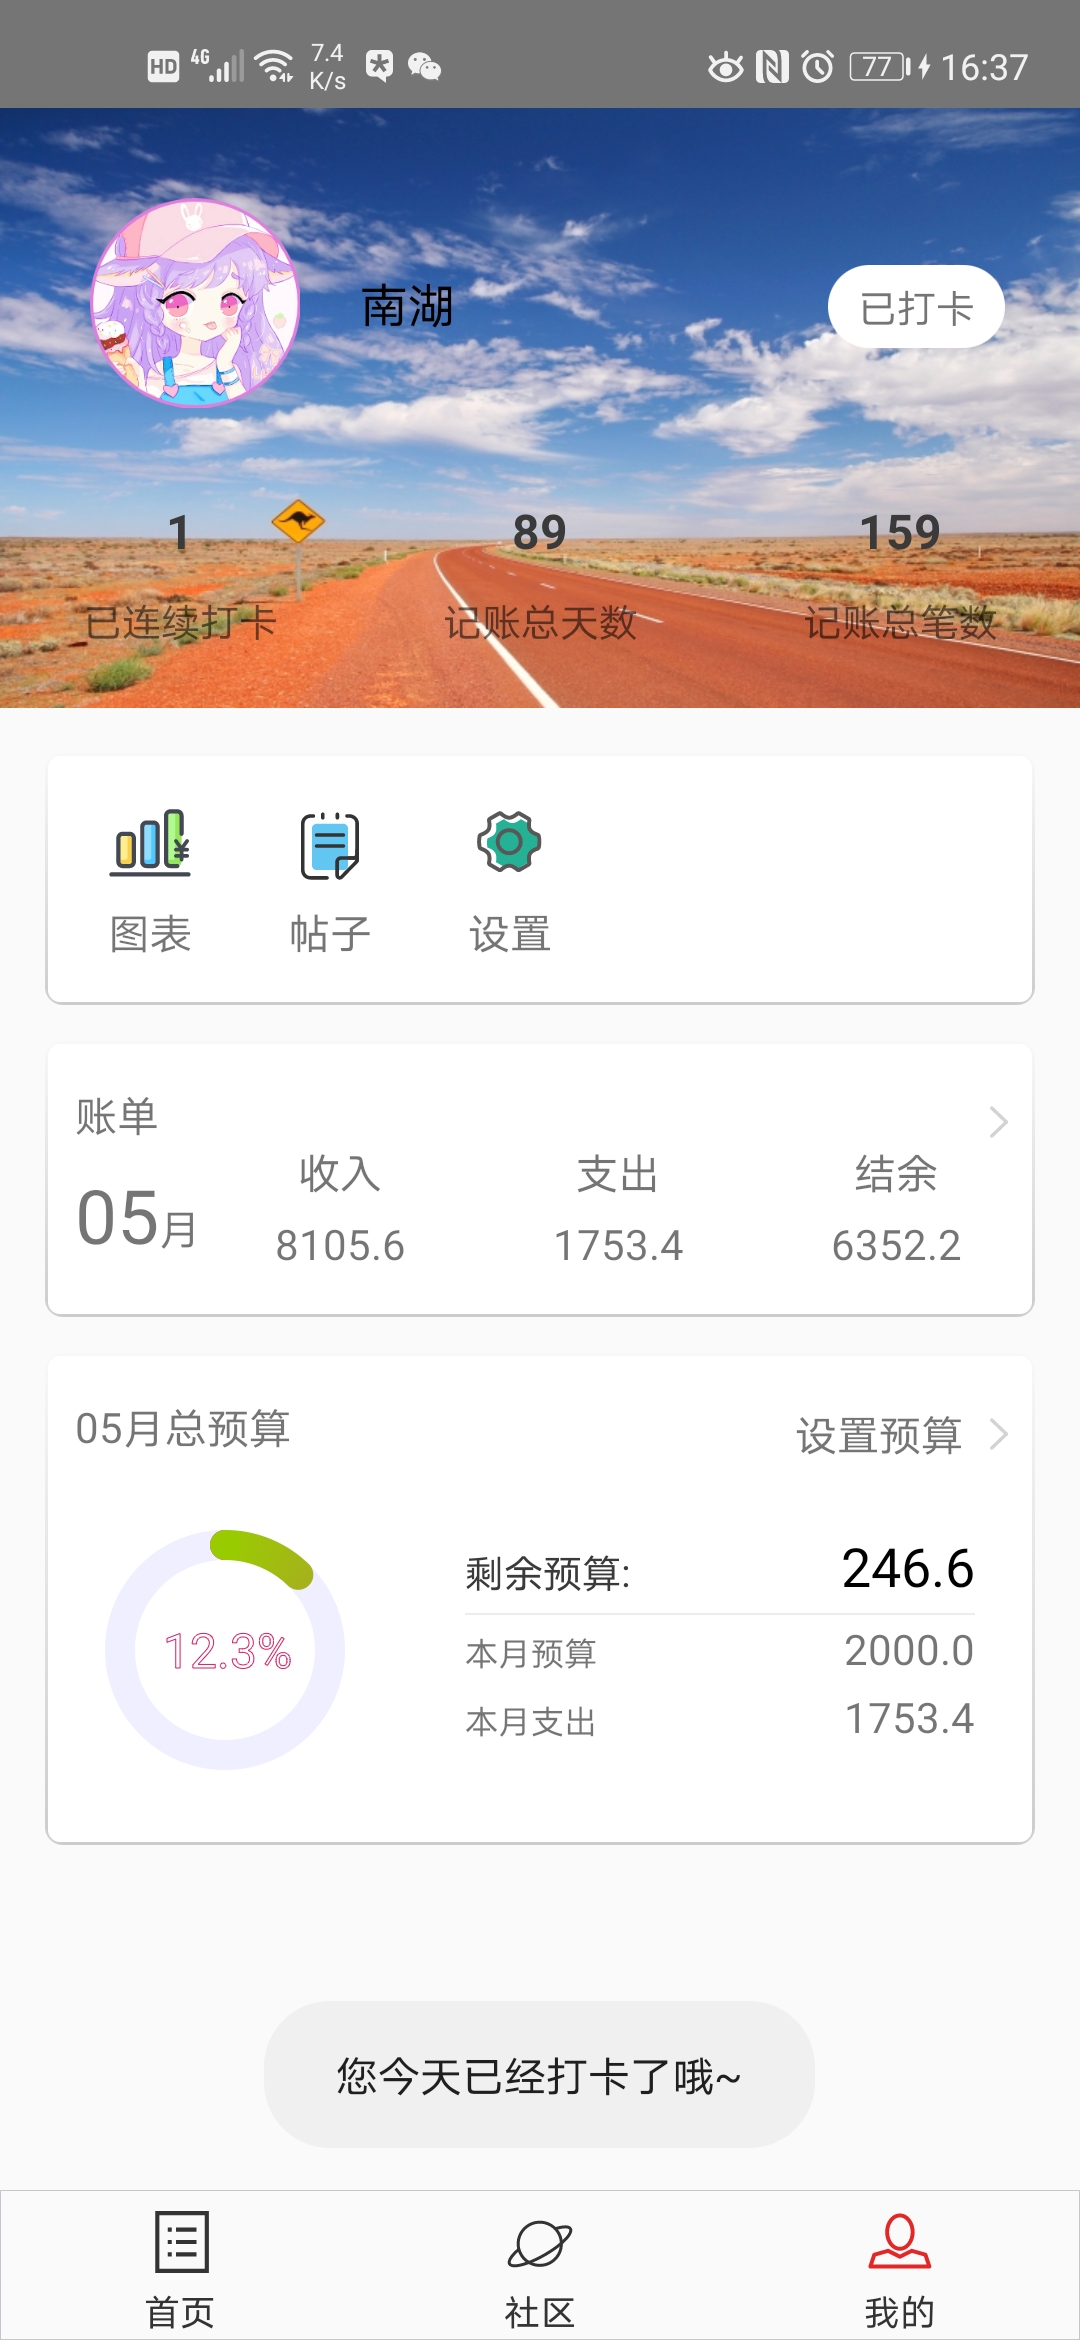 HD 4G 7.4 K/s 77 16:37
南湖
已打卡
1 89 159
已连续打卡 记账总天数 记账总笔数
图表 帖子 设置
账单
收入 支出 结余
05月 8105.6 1753.4 6352.2
05月总预算 设置预算
剩余预算: 246.6
12.3%
本月预算 2000.0
本月支出 1753.4
您今天已经打卡了哦~
首页 社区 我的